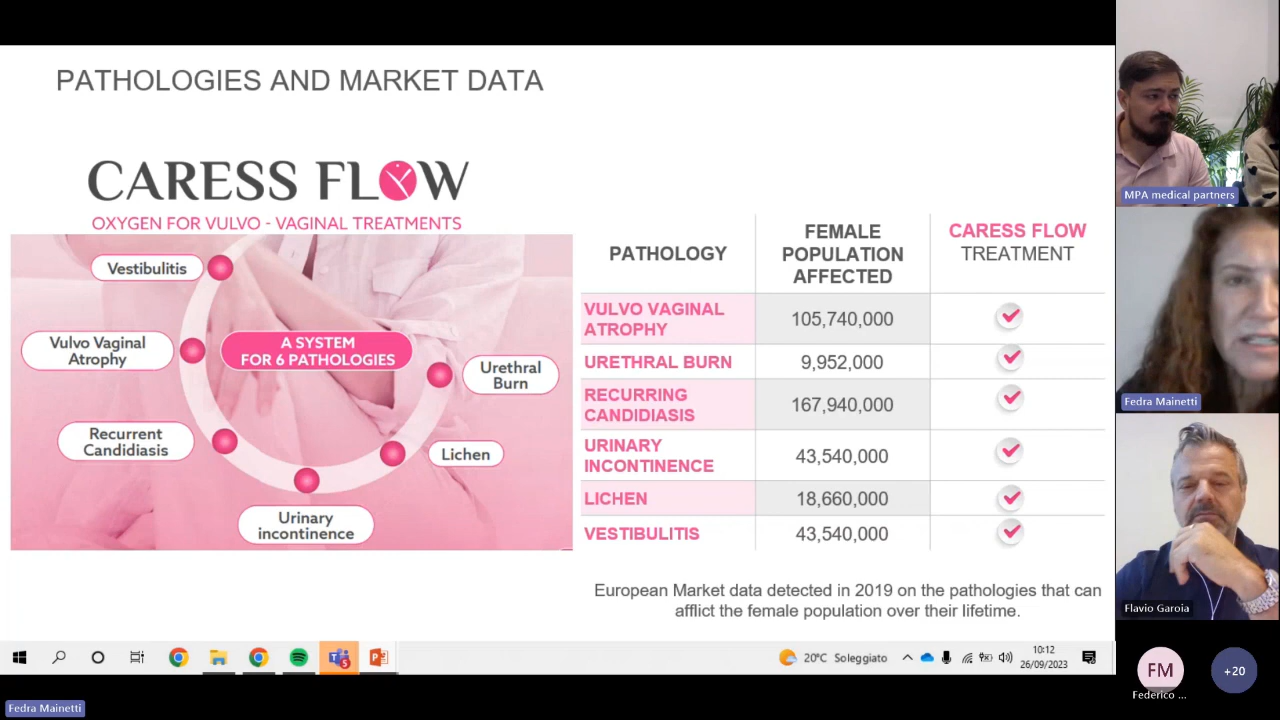 PATHOLOGIES AND MARKET DATA
CARESS FLOW
OXYGEN FOR VULVO - VAGINAL TREATMENTS
Vestibulitis
Vulvo Vaginal
Atrophy
A SYSTEM
FOR 6 PATHOLOGIES
Urethral
Burn
Recurrent
Candidiasis
Lichen
Urinary
incontinence
PATHOLOGY
FEMALE
POPULATION
AFFECTED
CARESS FLOW
TREATMENT
VULVO VAGINAL
ATROPHY
105,740,000
URETHRAL BURN
9,952,000
RECURRING
CANDIDIASIS
167,940,000
URINARY
INCONTINENCE
43,540,000
LICHEN
18,660,000
VESTIBULITIS
43,540,000
European Market data detected in 2019 on the pathologies that can
afflict the female population over their lifetime.
MPA medical partners
Fedra Mainetti
Flavio Garoia
FM
Federico ...
+20
5
20°C Soleggiato
10:12
26/09/2023
Fedra Mainetti